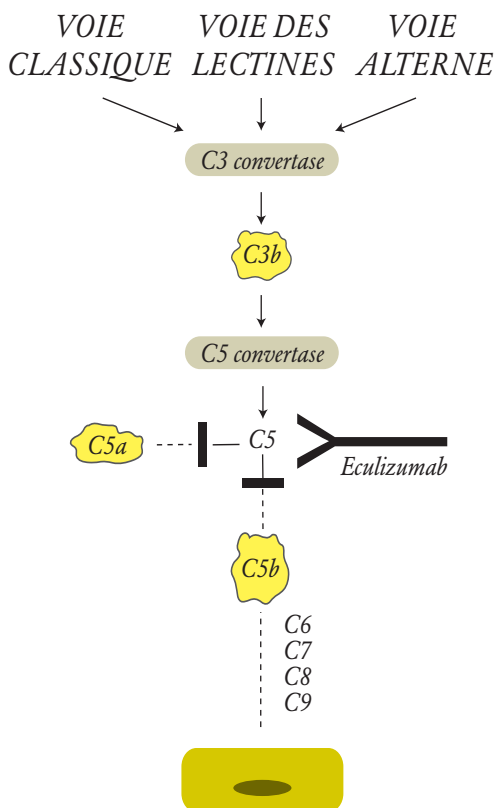 VOIE
CLASSIQUE
VOIE DES
LECTINES
VOIE
ALTERNE
C3 convertase
C3b
C5 convertase
C5a
C5
Eculizumab
C5b
C6
C7
C8
C9